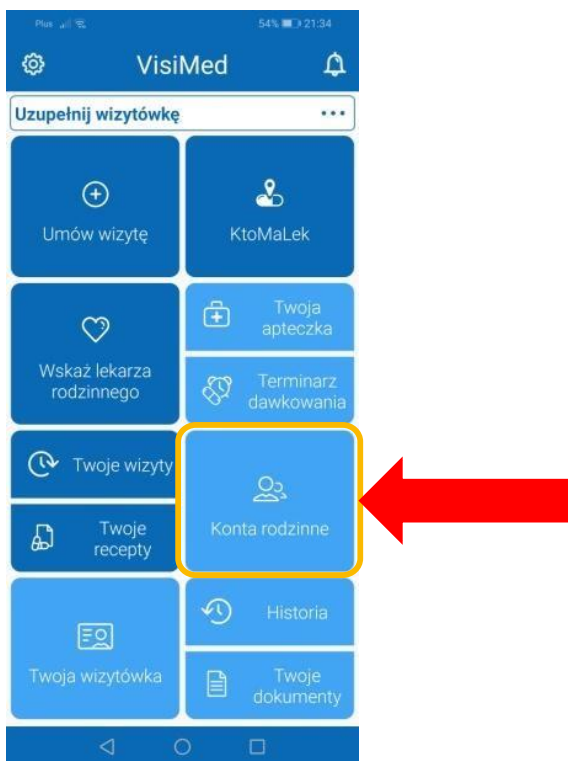 Plus 54% 21:34
VisiMed
Uzupełnij wizytówkę
Umów wizytę
KtoMaLek
Wskaż lekarza
rodzinnego
Twoja
apteczka
Terminarz
dawkowania
Twoje wizyty
Twoje
recepty
Konta rodzinne
Twoja wizytówka
Historia
Twoje
dokumenty